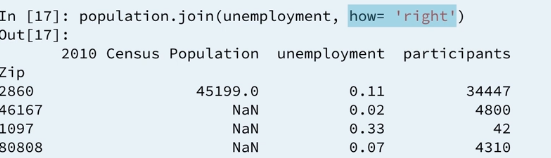 In [17]: population.join(unemployment, how= 'right')
Out[17]:
2010 Census Population unemployment participants
Zip
2860 45199.0 0.11 34447
46167 NaN 0.02 4800
1097 NaN 0.33 42
80808 NaN 0.07 4310